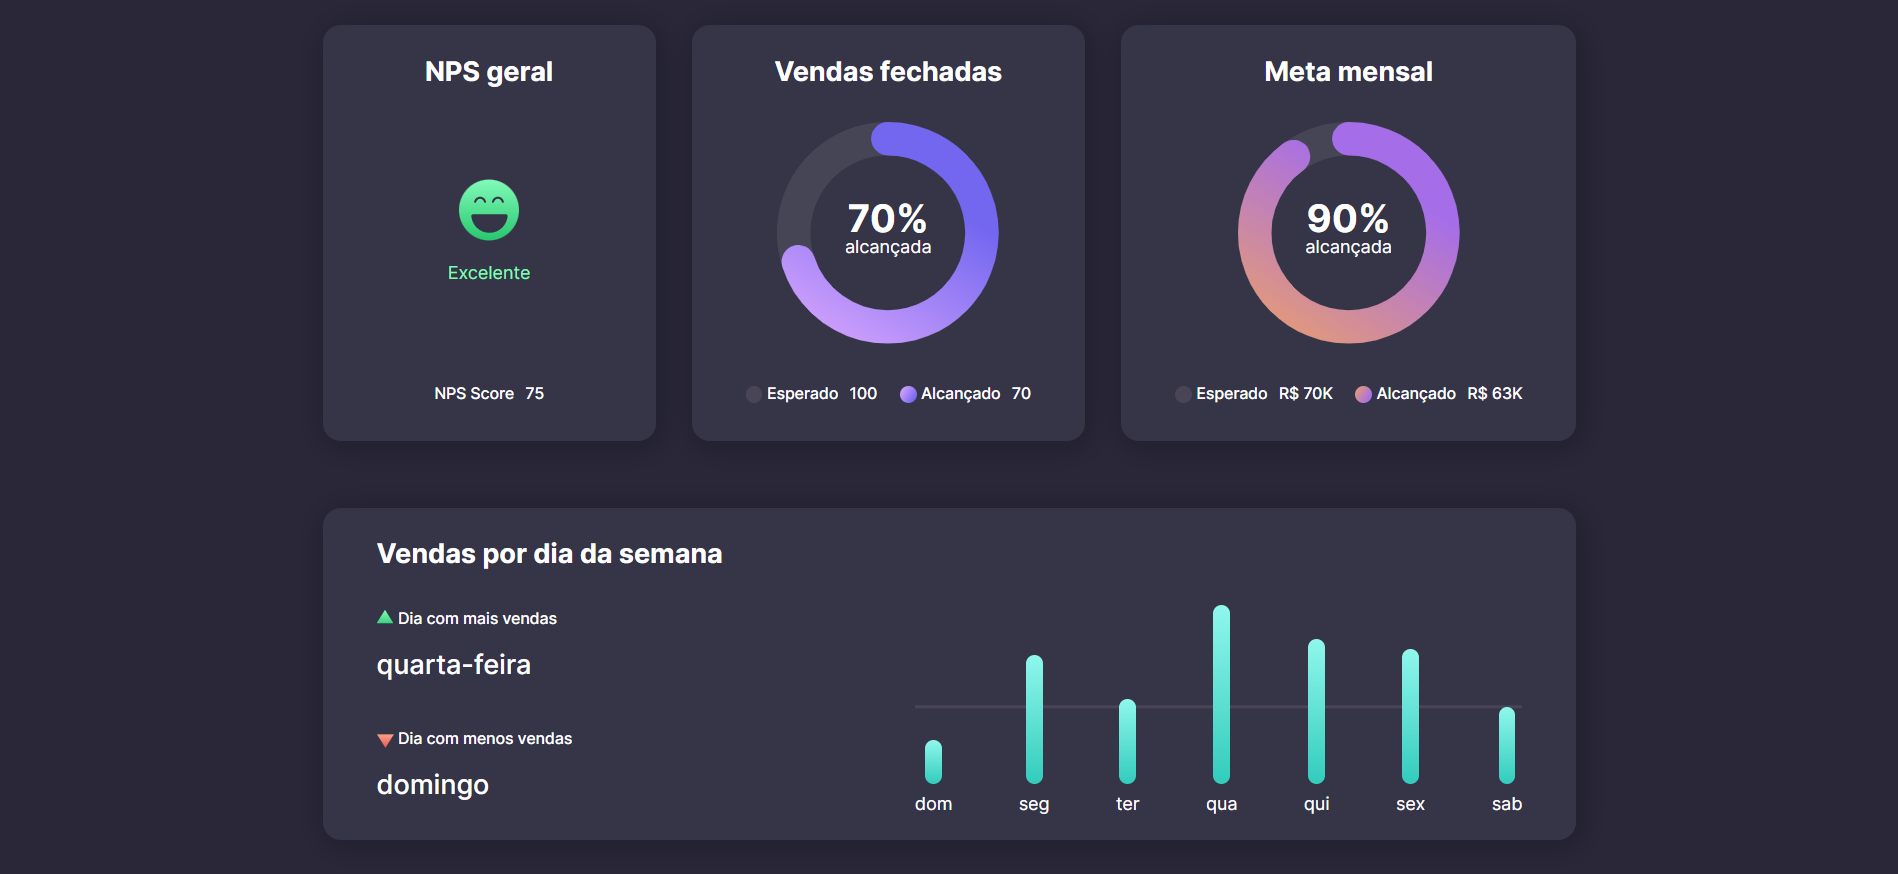 NPS geral
Excelente
NPS Score 75
Vendas fechadas
70%
alcançada
Esperado 100 Alcançado 70
Meta mensal
90%
alcançada
Esperado R$ 70K Alcançado R$ 63K
Vendas por dia da semana
Dia com mais vendas
quarta-feira
Dia com menos vendas
domingo
dom seg ter qua qui sex sab